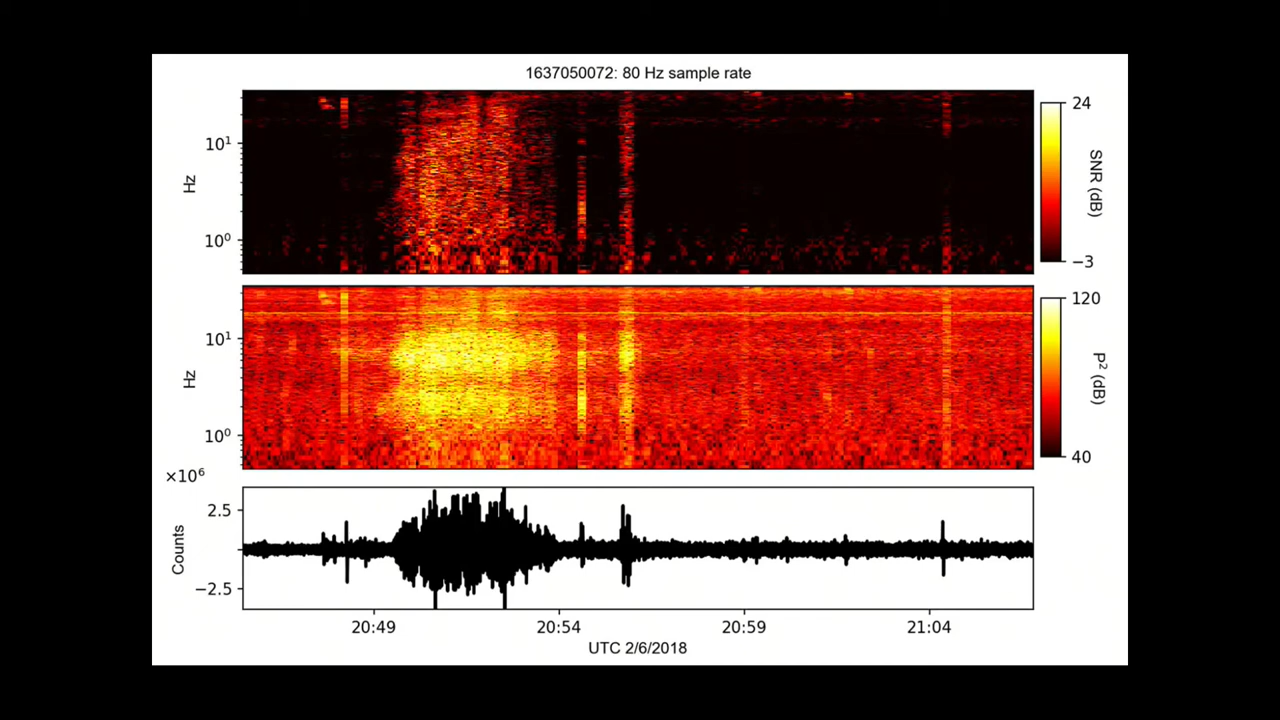 1637050072: 80 Hz sample rate
10¹
10⁰
Hz
24
−3
SNR (dB)
10¹
10⁰
Hz
120
40
P² (dB)
×10⁶
2.5
−2.5
Counts
20:49 20:54 20:59 21:04
UTC 2/6/2018